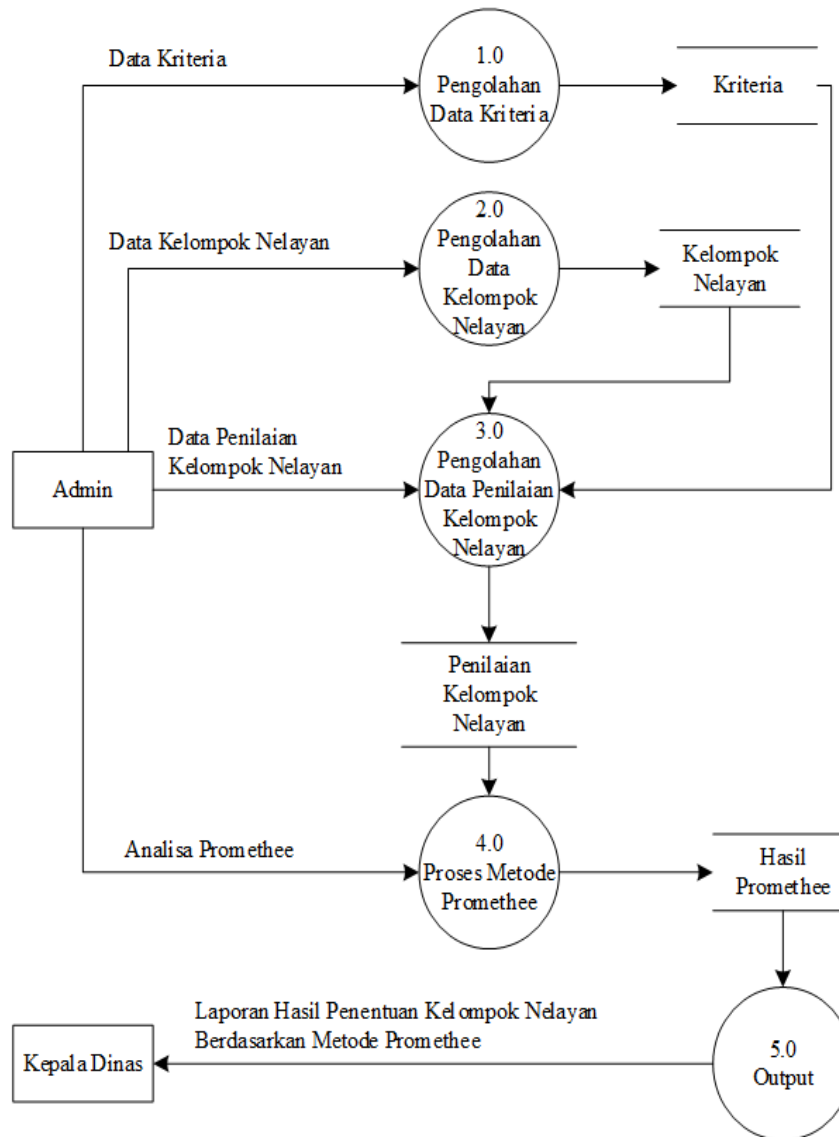 Data Kriteria
1.0
Pengolahan
Data Kriteria
Kriteria
Data Kelompok Nelayan
2.0
Pengolahan
Data
Kelompok
Nelayan
Kelompok
Nelayan
Admin
Data Penilaian
Kelompok Nelayan
3.0
Pengolahan
Data Penilaian
Kelompok
Nelayan
Penilaian
Kelompok
Nelayan
Analisa Promethee
4.0
Proses Metode
Promethee
Hasil
Promethee
Kepala Dinas
Laporan Hasil Penentuan Kelompok Nelayan
Berdasarkan Metode Promethee
5.0
Output